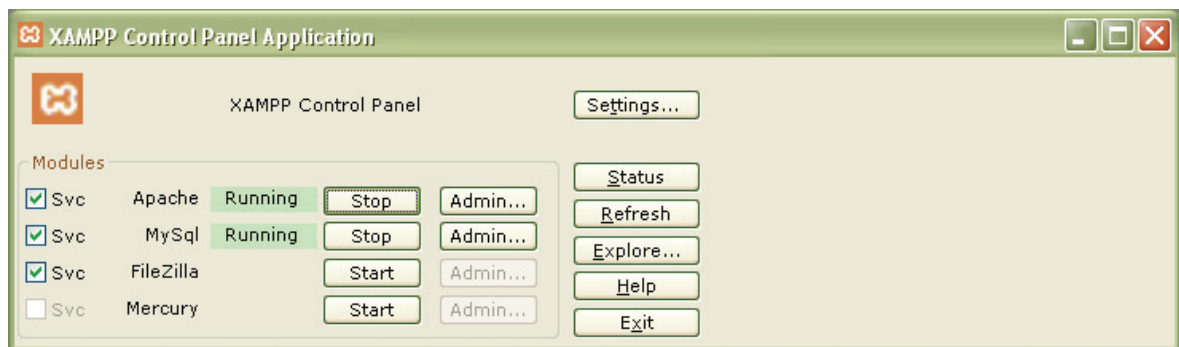 XAMPP Control Panel Application
XAMPP Control Panel
Settings...
Modules
Svc Apache Running Stop Admin...
Svc MySql Running Stop Admin...
Svc FileZilla Start Admin...
Svc Mercury Start Admin...
Status
Refresh
Explore...
Help
Exit